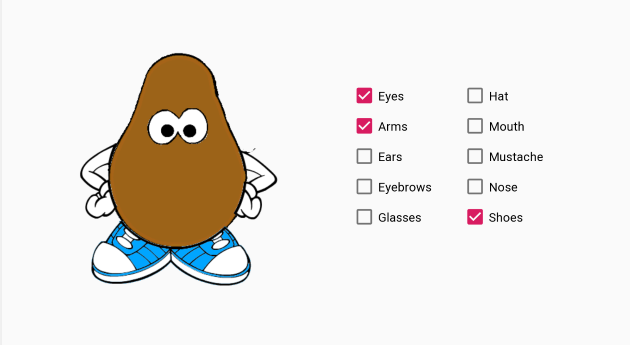 Eyes
Hat
Arms
Mouth
Ears
Mustache
Eyebrows
Nose
Glasses
Shoes